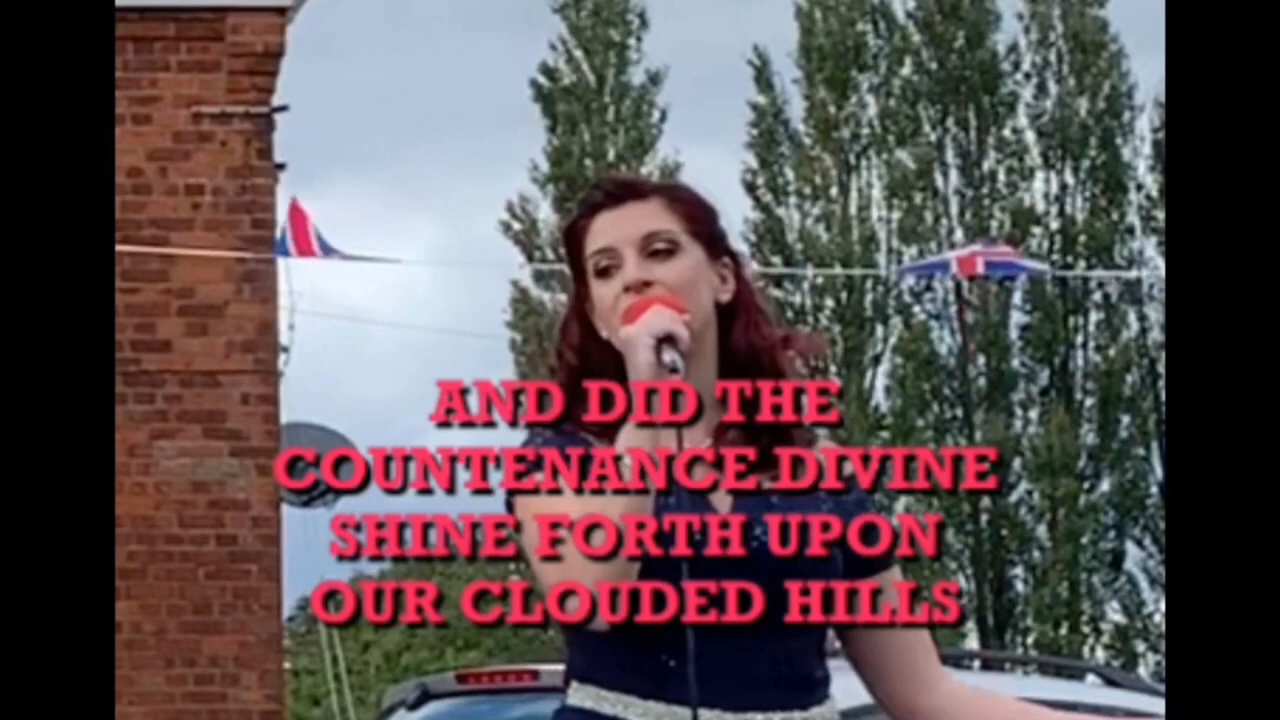 AND DID THE
COUNTENANCE DIVINE
SHINE FORTH UPON
OUR CLOUDED HILLS